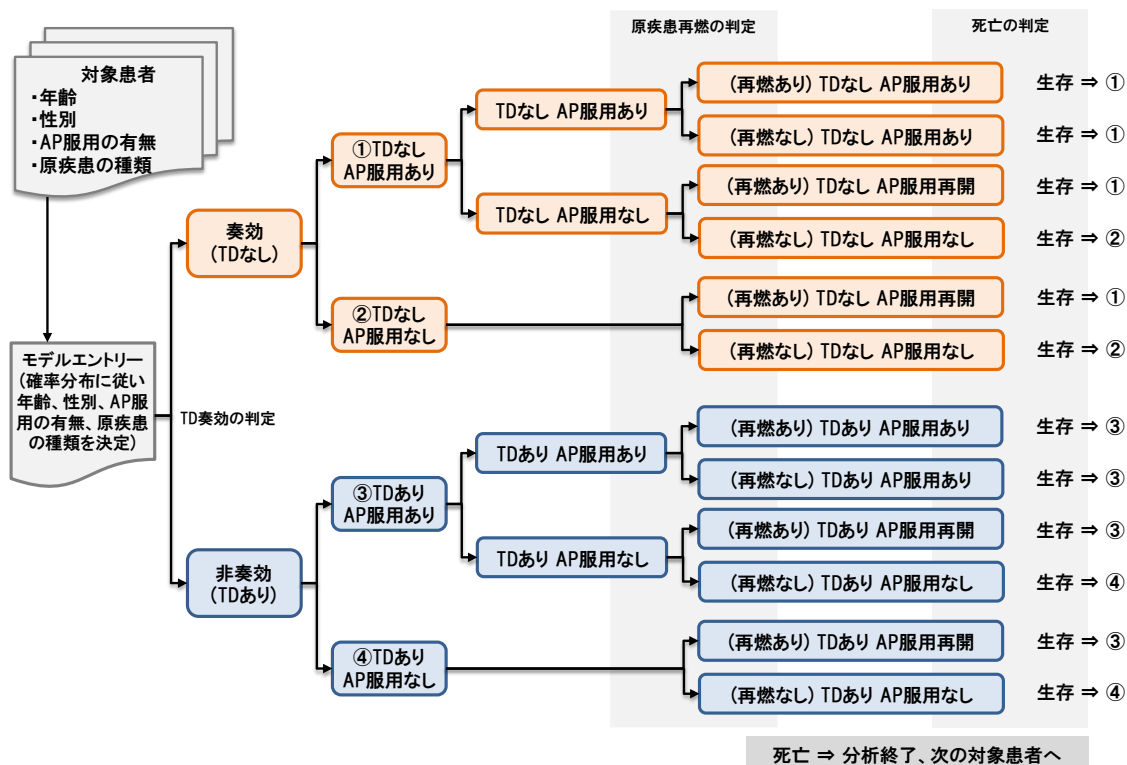 対象患者
・年齢
・性別
・AP服用の有無
・原疾患の種類
モデルエントリー
(確率分布に従い
年齢、性別、AP服
用の有無、原疾患
の種類を決定)
TD奏効の判定
奏効
(TDなし)
非奏効
(TDあり)
①TDなし
AP服用あり
②TDなし
AP服用なし
③TDあり
AP服用あり
④TDあり
AP服用なし
TDなし AP服用あり
TDなし AP服用なし
TDあり AP服用あり
TDあり AP服用なし
原疾患再燃の判定
死亡の判定
(再燃あり) TDなし AP服用あり
生存 ⇒ ①
(再燃なし) TDなし AP服用あり
生存 ⇒ ①
(再燃あり) TDなし AP服用再開
生存 ⇒ ①
(再燃なし) TDなし AP服用なし
生存 ⇒ ②
(再燃あり) TDなし AP服用再開
生存 ⇒ ①
(再燃なし) TDなし AP服用なし
生存 ⇒ ②
(再燃あり) TDあり AP服用あり
生存 ⇒ ③
(再燃なし) TDあり AP服用あり
生存 ⇒ ③
(再燃あり) TDあり AP服用再開
生存 ⇒ ③
(再燃なし) TDあり AP服用なし
生存 ⇒ ④
(再燃あり) TDあり AP服用再開
生存 ⇒ ③
(再燃なし) TDあり AP服用なし
生存 ⇒ ④
死亡 ⇒ 分析終了、次の対象患者へ